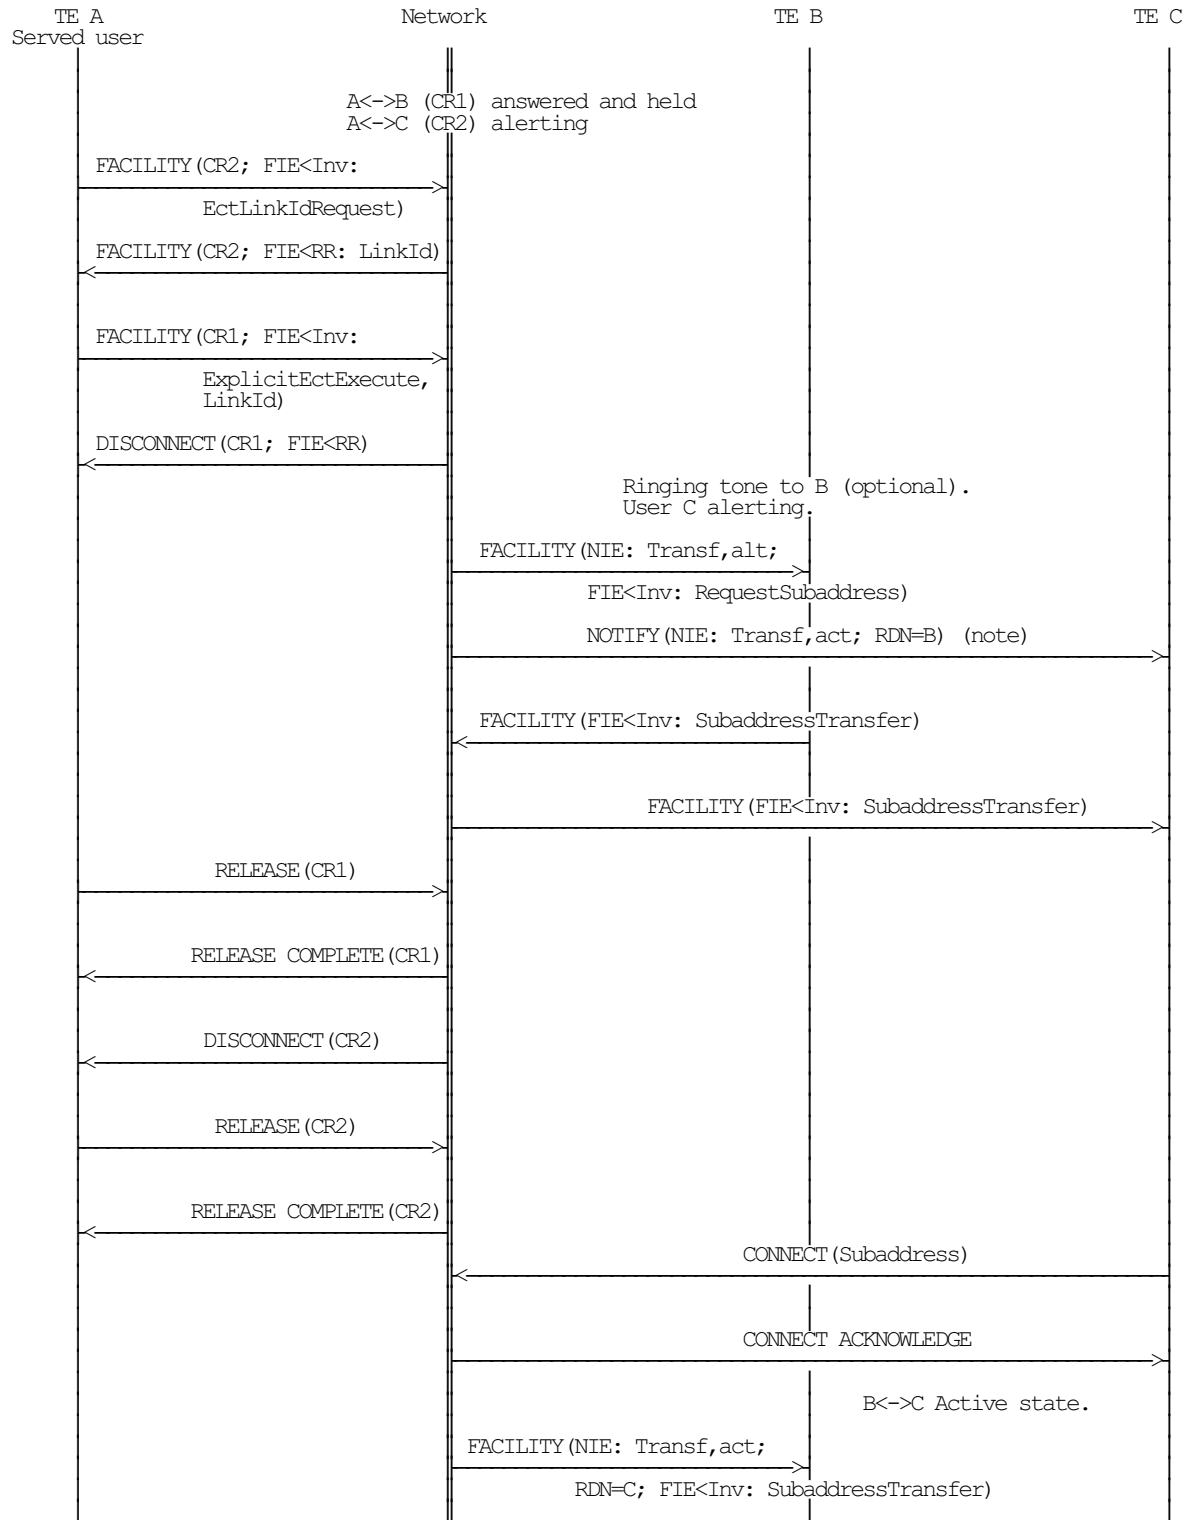 TE A Network TE B TE C
Served user
A<->B (CR1) answered and held
A<->C (CR2) alerting
FACILITY(CR2; FIE<Inv:
EctLinkIdRequest)
FACILITY(CR2; FIE<RR: LinkId)
FACILITY(CR1; FIE<Inv:
ExplicitEctExecute,
LinkId)
DISCONNECT(CR1; FIE<RR)
Ringing tone to B (optional).
User C alerting.
FACILITY(NIE: Transf,alt;
FIE<Inv: RequestSubaddress)
NOTIFY(NIE: Transf,act; RDN=B) (note)
FACILITY(FIE<Inv: SubaddressTransfer)
FACILITY(FIE<Inv: SubaddressTransfer)
RELEASE(CR1)
RELEASE COMPLETE(CR1)
DISCONNECT(CR2)
RELEASE(CR2)
RELEASE COMPLETE(CR2)
CONNECT(Subaddress)
CONNECT ACKNOWLEDGE
B<->C Active state.
FACILITY(NIE: Transf,act;
RDN=C; FIE<Inv: SubaddressTransfer)